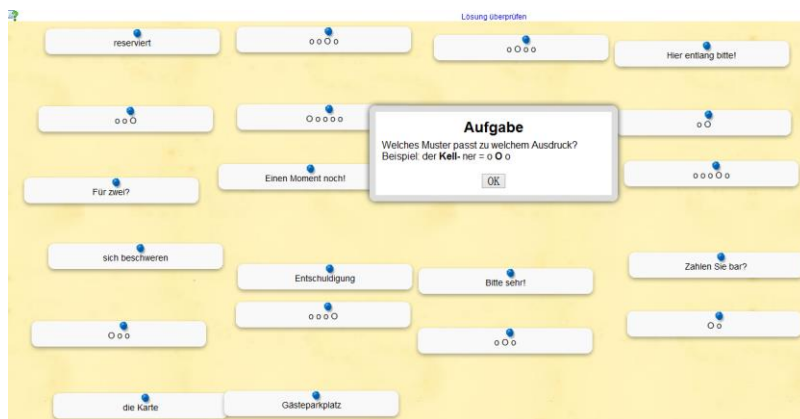 Lösung überprüfen
reserviert
o o O o
o O o o
Hier entlang bitte!
o o O
O o o o o
o O
Aufgabe
Welches Muster passt zu welchem Ausdruck?
Beispiel: der Kell- ner = o O o
OK
Für zwei?
Einen Moment noch!
o o o O o
sich beschweren
Entschuldigung
Bitte sehr!
Zahlen Sie bar?
O o o
o o o O
o O o
O o
die Karte
Gästeparkplatz